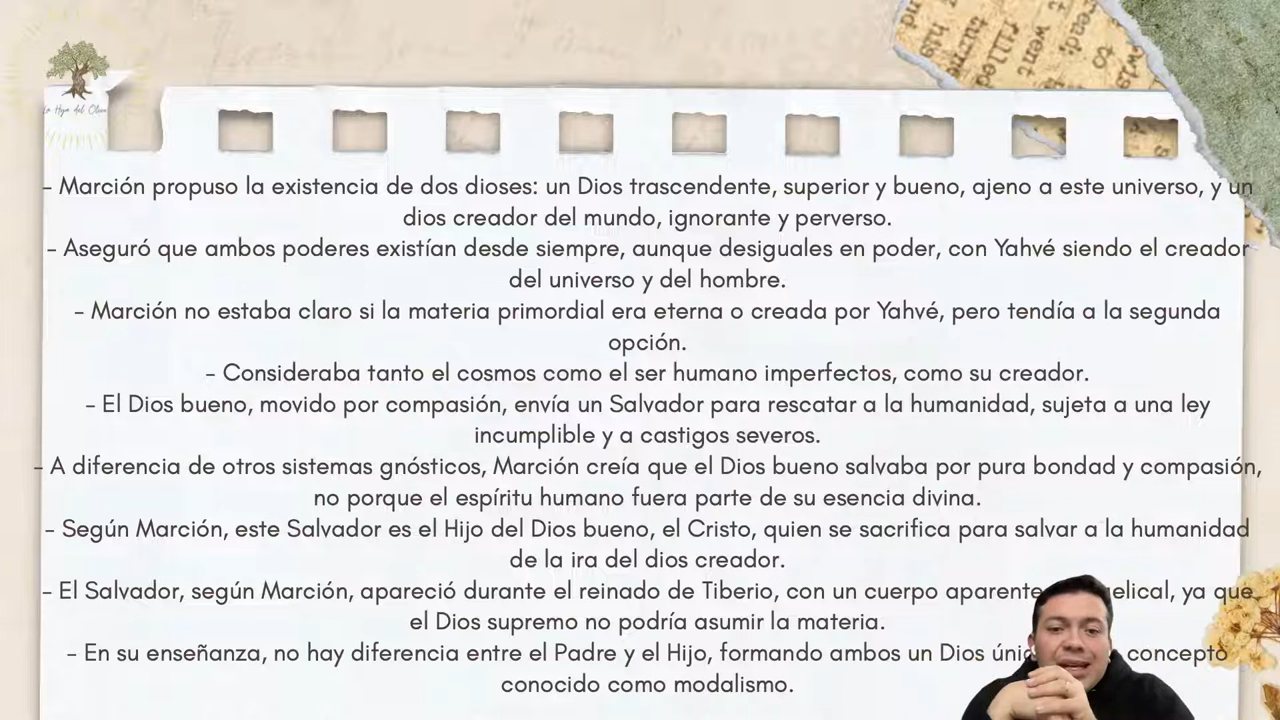 La Hija del Olivo
- Marción propuso la existencia de dos dioses: un Dios trascendente, superior y bueno, ajeno a este universo, y un
dios creador del mundo, ignorante y perverso.
- Aseguró que ambos poderes existían desde siempre, aunque desiguales en poder, con Yahvé siendo el creador
del universo y del hombre.
- Marción no estaba claro si la materia primordial era eterna o creada por Yahvé, pero tendía a la segunda
opción.
- Consideraba tanto el cosmos como el ser humano imperfectos, como su creador.
- El Dios bueno, movido por compasión, envía un Salvador para rescatar a la humanidad, sujeta a una ley
incumplible y a castigos severos.
- A diferencia de otros sistemas gnósticos, Marción creía que el Dios bueno salvaba por pura bondad y compasión,
no porque el espíritu humano fuera parte de su esencia divina.
- Según Marción, este Salvador es el Hijo del Dios bueno, el Cristo, quien se sacrifica para salvar a la humanidad
de la ira del dios creador.
- El Salvador, según Marción, apareció durante el reinado de Tiberio, con un cuerpo aparente elical, ya que
el Dios supremo no podría asumir la materia.
- En su enseñanza, no hay diferencia entre el Padre y el Hijo, formando ambos un Dios únic concepto
conocido como modalismo.
filled
went
to